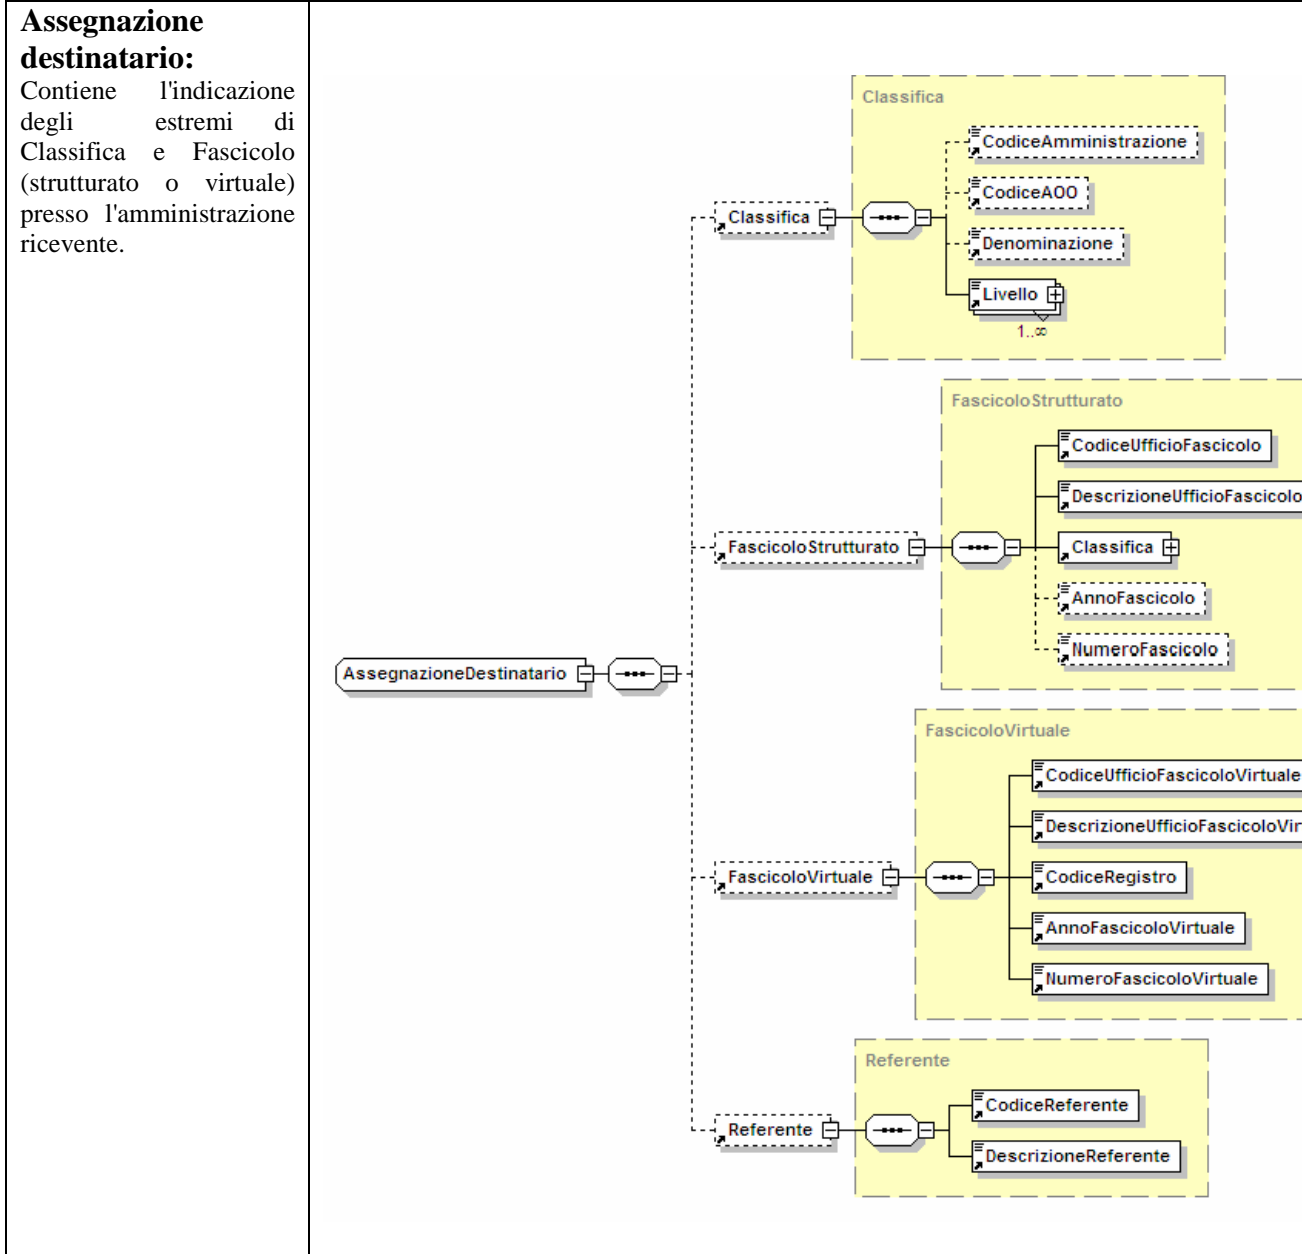 Assegnazione
destinatario:
Contiene l'indicazione
degli estremi di
Classifica e Fascicolo
(strutturato o virtuale)
presso l'amministrazione
ricevente.
Classifica
CodiceAmministrazione
CodiceAOO
Classifica
Denominazione
Livello
1..∞
FascicoloStrutturato
CodiceUfficioFascicolo
DescrizioneUfficioFascicolo
FascicoloStrutturato
Classifica
AnnoFascicolo
NumeroFascicolo
AssegnazioneDestinatario
FascicoloVirtuale
CodiceUfficioFascicoloVirtuale
DescrizioneUfficioFascicoloVir
FascicoloVirtuale
CodiceRegistro
AnnoFascicoloVirtuale
NumeroFascicoloVirtuale
Referente
CodiceReferente
Referente
DescrizioneReferente